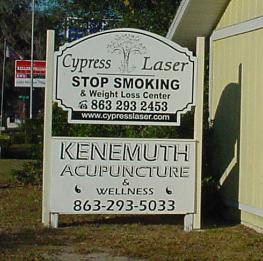 Cypress Laser
STOP SMOKING
& Weight Loss Center
863 293 2453
www.cypresslaser.com
KENEMUTH
ACUPUNCTURE
&
WELLNESS
863-293-5033
KELLER